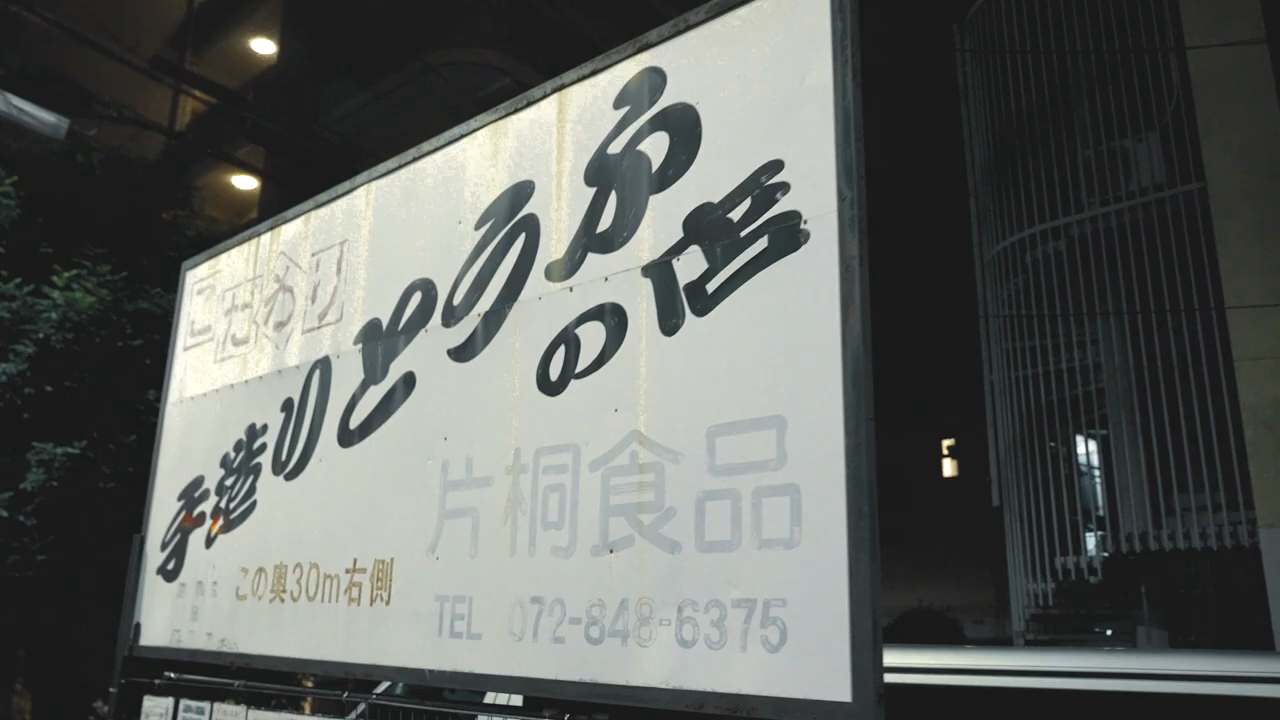 こだわり
手造りとうふ
の店
片桐食品
この奥30m右側
TEL 072-848-6375